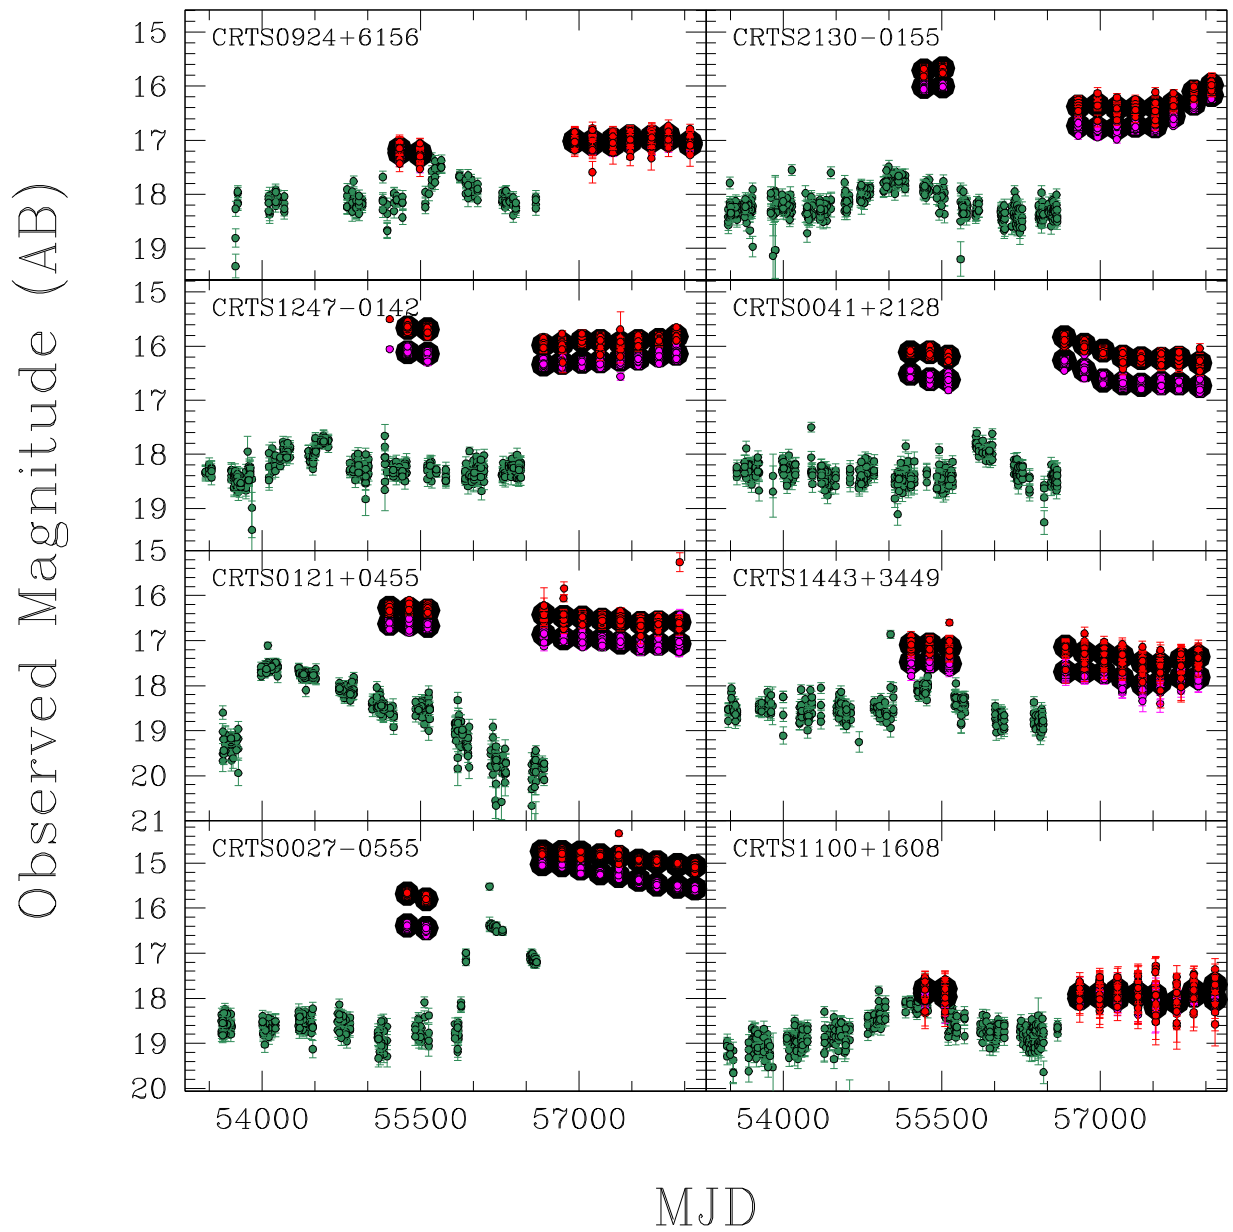 Observed Magnitude (AB)
15
16
17
18
19
CRTS0924+6156
CRTS2130-0155
15
16
17
18
19
CRTS1247-0142
CRTS0041+2128
15
16
17
18
19
20
21
CRTS0121+0455
CRTS1443+3449
15
16
17
18
19
20
CRTS0027-0555
CRTS1100+1608
54000 55500 57000 54000 55500 57000
MJD